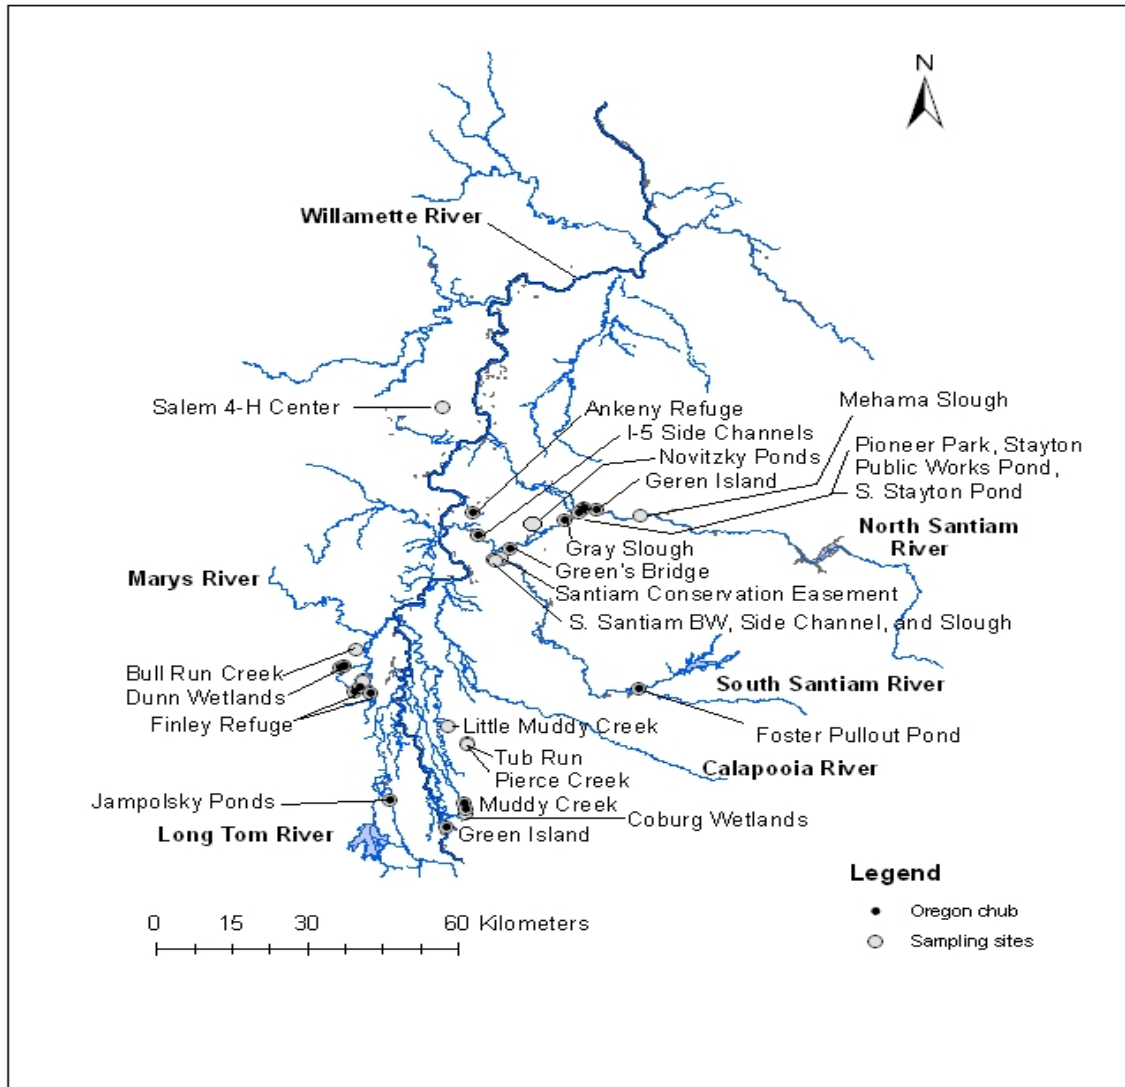 N
Willamette River
Salem 4-H Center
Ankeny Refuge
I-5 Side Channels
Novitzky Ponds
Geren Island
Mehama Slough
Pioneer Park, Stayton
Public Works Pond,
S. Stayton Pond
North Santiam
River
Gray Slough
Green's Bridge
Santiam Conservation Easement
S. Santiam BW, Side Channel, and Slough
Marys River
Bull Run Creek
Dunn Wetlands
Finley Refuge
South Santiam River
Foster Pullout Pond
Little Muddy Creek
Tub Run
Pierce Creek
Calapooia River
Jampolsky Ponds
Muddy Creek
Coburg Wetlands
Long Tom River
Green Island
Legend
Oregon chub
Sampling sites
0 15 30 60 Kilometers